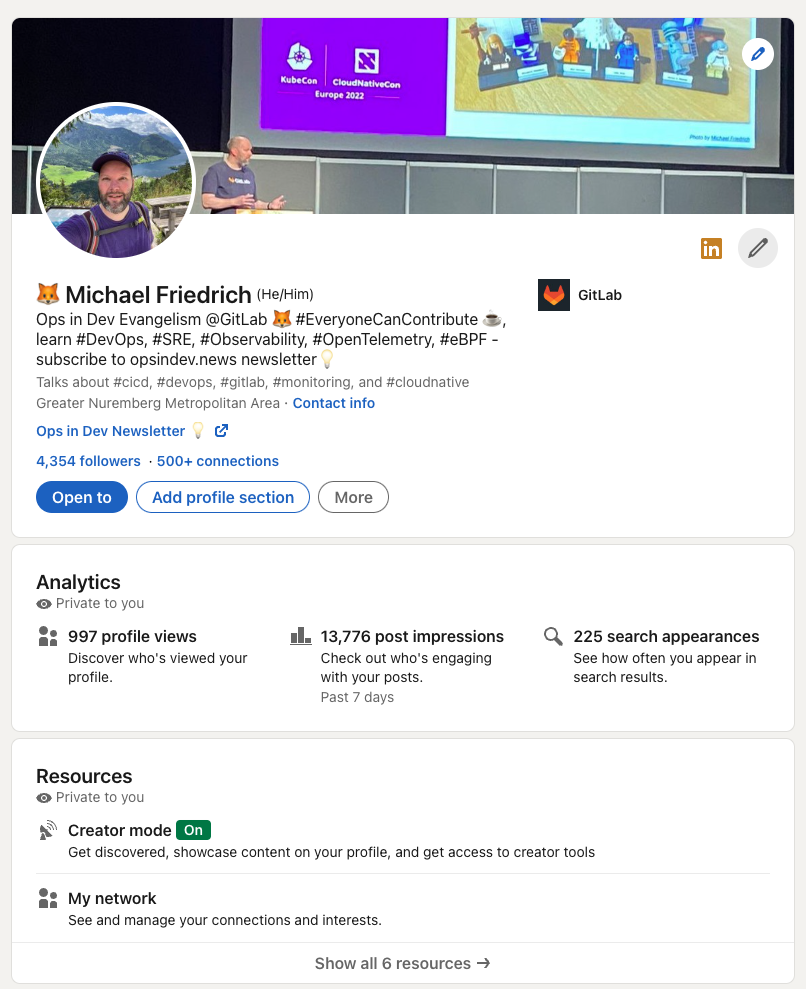 KubeCon
CloudNativeCon
Europe 2022
Photo by Michael Friedrich
in
🦊 Michael Friedrich (He/Him)
GitLab
Ops in Dev Evangelism @GitLab 🦊 #EveryoneCanContribute ☕,
learn #DevOps, #SRE, #Observability, #OpenTelemetry, #eBPF -
subscribe to opsindev.news newsletter 💡
Talks about #cicd, #devops, #gitlab, #monitoring, and #cloudnative
Greater Nuremberg Metropolitan Area · Contact info
Ops in Dev Newsletter 💡
4,354 followers · 500+ connections
Open to
Add profile section
More
Analytics
Private to you
997 profile views
Discover who's viewed your
profile.
13,776 post impressions
Check out who's engaging
with your posts.
Past 7 days
225 search appearances
See how often you appear in
search results.
Resources
Private to you
Creator mode On
Get discovered, showcase content on your profile, and get access to creator tools
My network
See and manage your connections and interests.
Show all 6 resources →